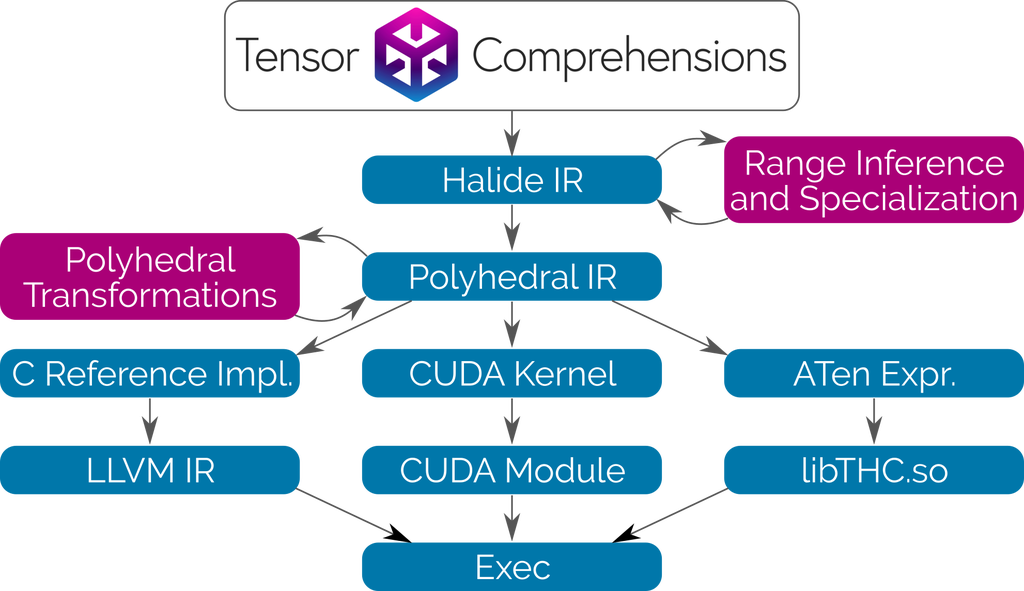 Tensor Comprehensions
Halide IR
Range Inference
and Specialization
Polyhedral
Transformations
Polyhedral IR
C Reference Impl.
CUDA Kernel
ATen Expr.
LLVM IR
CUDA Module
libTHC.so
Exec